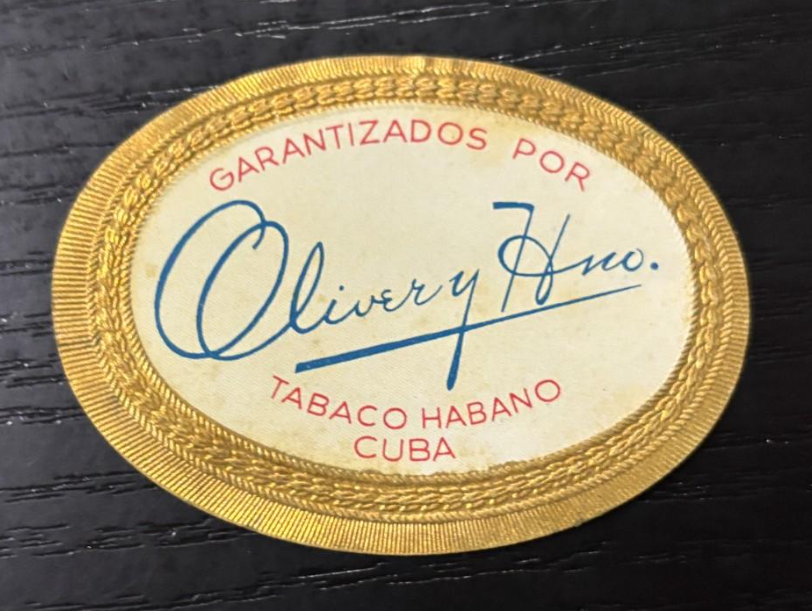 GARANTIZADOS POR
Oliver y Hno.
TABACO HABANO
CUBA